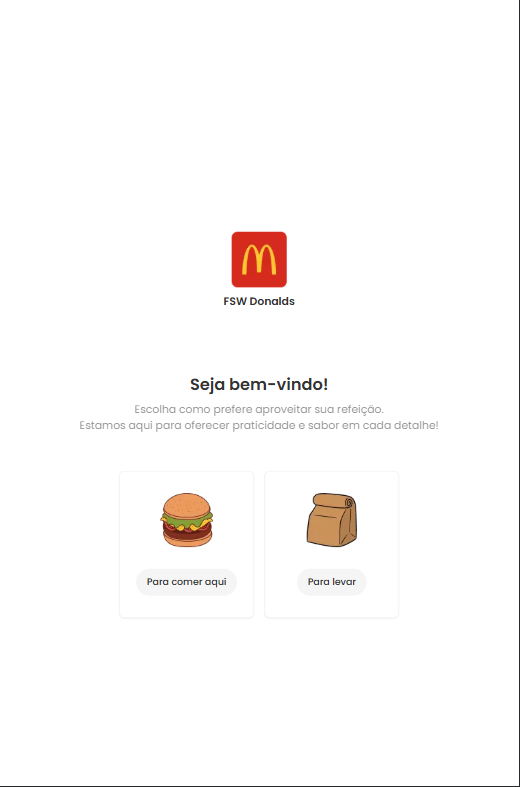 FSW Donalds
Seja bem-vindo!
Escolha como prefere aproveitar sua refeição.
Estamos aqui para oferecer praticidade e sabor em cada detalhe!
Para comer aqui
Para levar